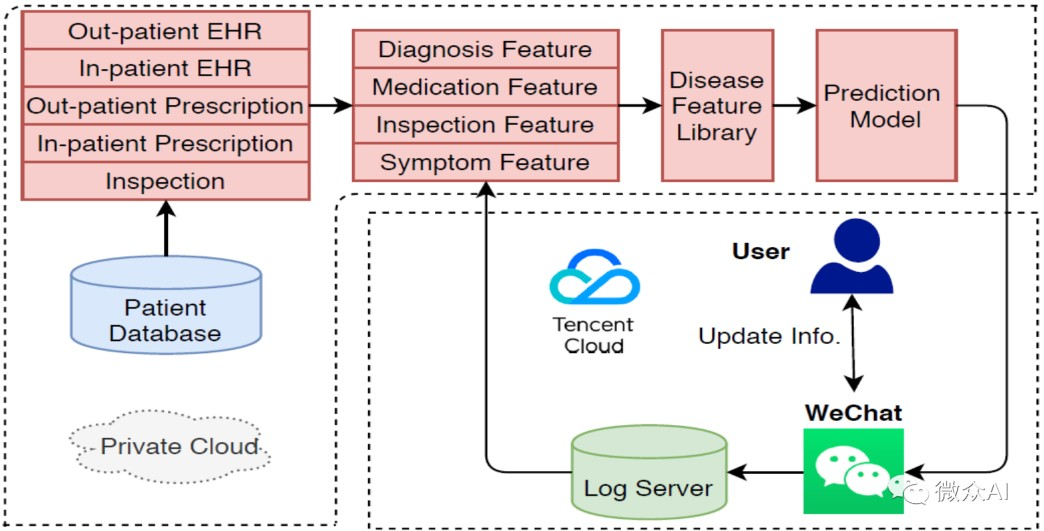 Out-patient EHR
In-patient EHR
Out-patient Prescription
In-patient Prescription
Inspection
Diagnosis Feature
Medication Feature
Inspection Feature
Symptom Feature
Disease
Feature
Library
Prediction
Model
Patient
Database
Private Cloud
Tencent
Cloud
User
Update Info.
WeChat
Log Server
微众AI